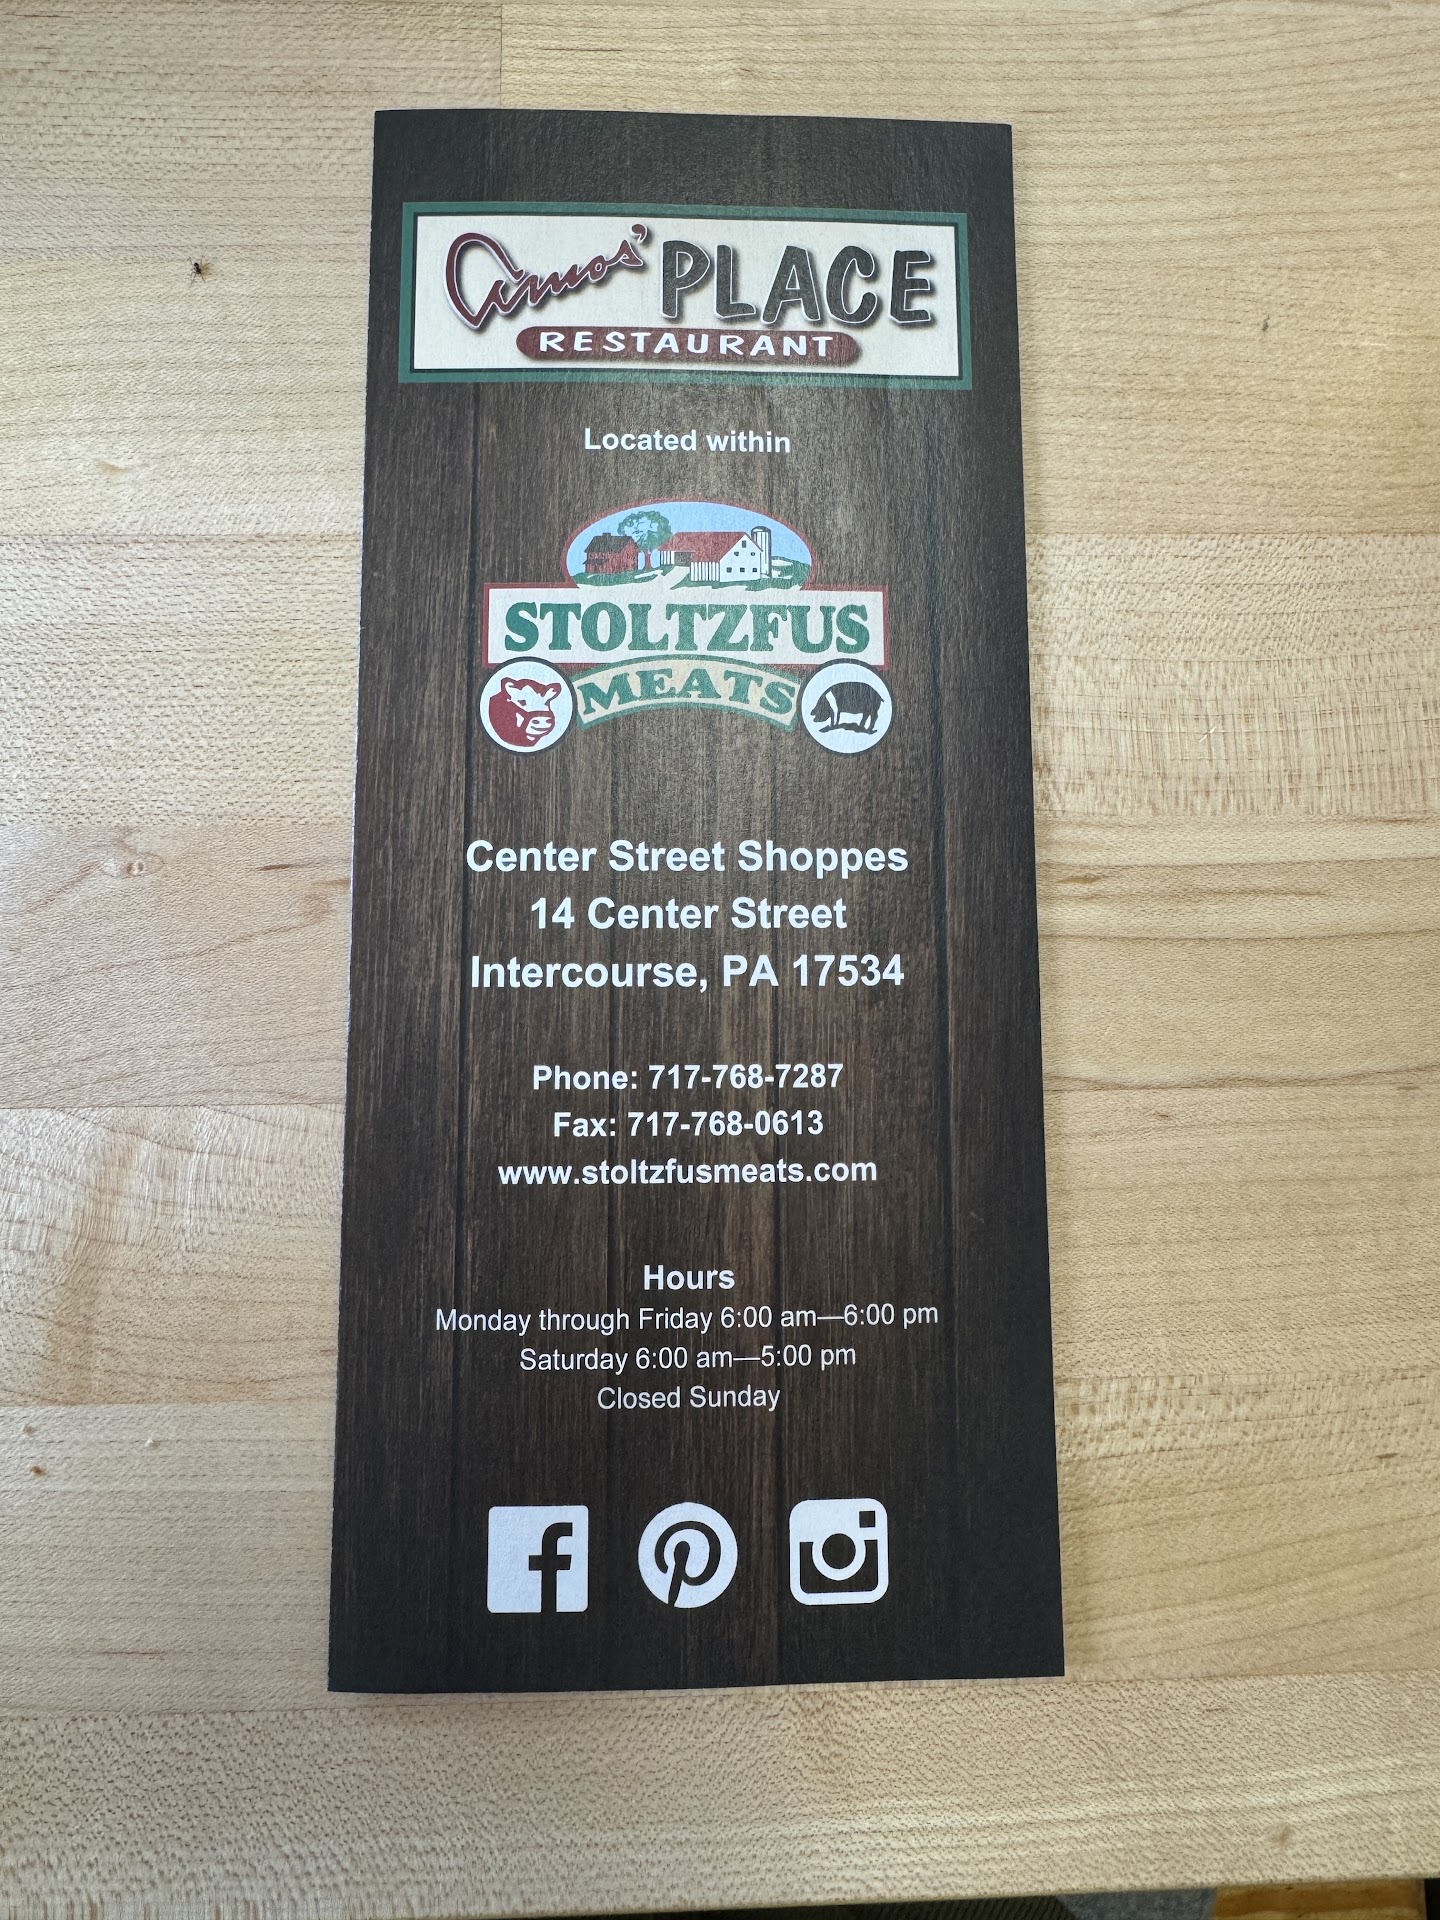 Amos' PLACE
RESTAURANT
Located within
STOLTZFUS
MEATS
Center Street Shoppes
14 Center Street
Intercourse, PA 17534
Phone: 717-768-7287
Fax: 717-768-0613
www.stoltzfusmeats.com
Hours
Monday through Friday 6:00 am—6:00 pm
Saturday 6:00 am—5:00 pm
Closed Sunday